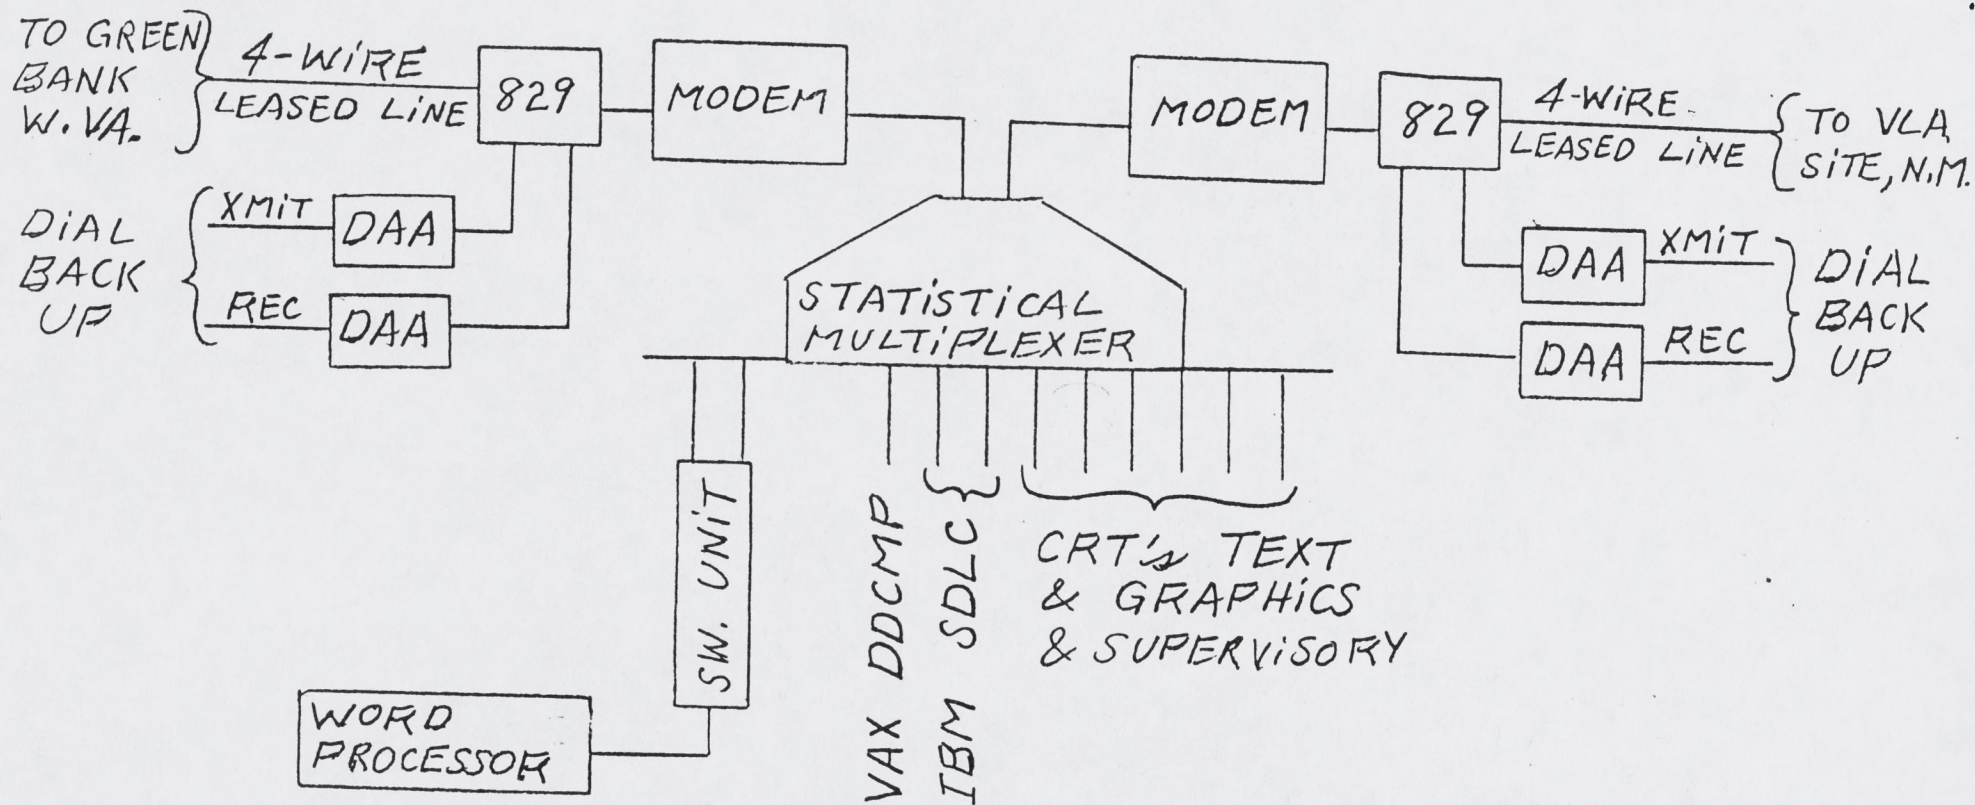 TO GREEN
BANK
W. VA.
4-WIRE
LEASED LINE
829
MODEM
MODEM
829
4-WIRE
LEASED LINE
TO VLA
SITE, N.M.
DIAL
BACK
UP
XMIT
DAA
REC
DAA
STATISTICAL
MULTIPLEXER
DAA
XMIT
DAA
REC
DIAL
BACK
UP
SW. UNIT
VAX DDCMP
IBM SDLC
CRT's TEXT
& GRAPHICS
& SUPERVISORY
WORD
PROCESSOR